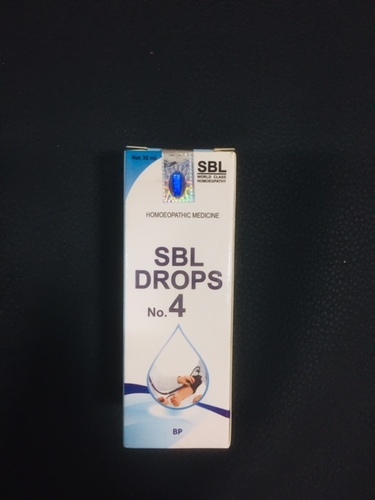 Net. 30 ml
SBL
WORLD CLASS
HOMOEOPATHY
HOMOEOPATHIC MEDICINE
SBL
DROPS
No. 4
BP